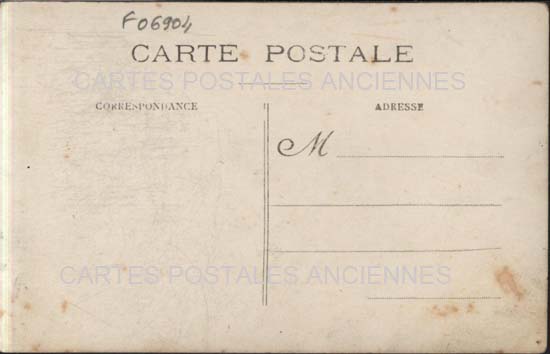 F06904
CARTE POSTALE
CARTES POSTALES ANCIENNES
CORRESPONDANCE
ADRESSE
M
CARTES POSTALES ANCIENNES